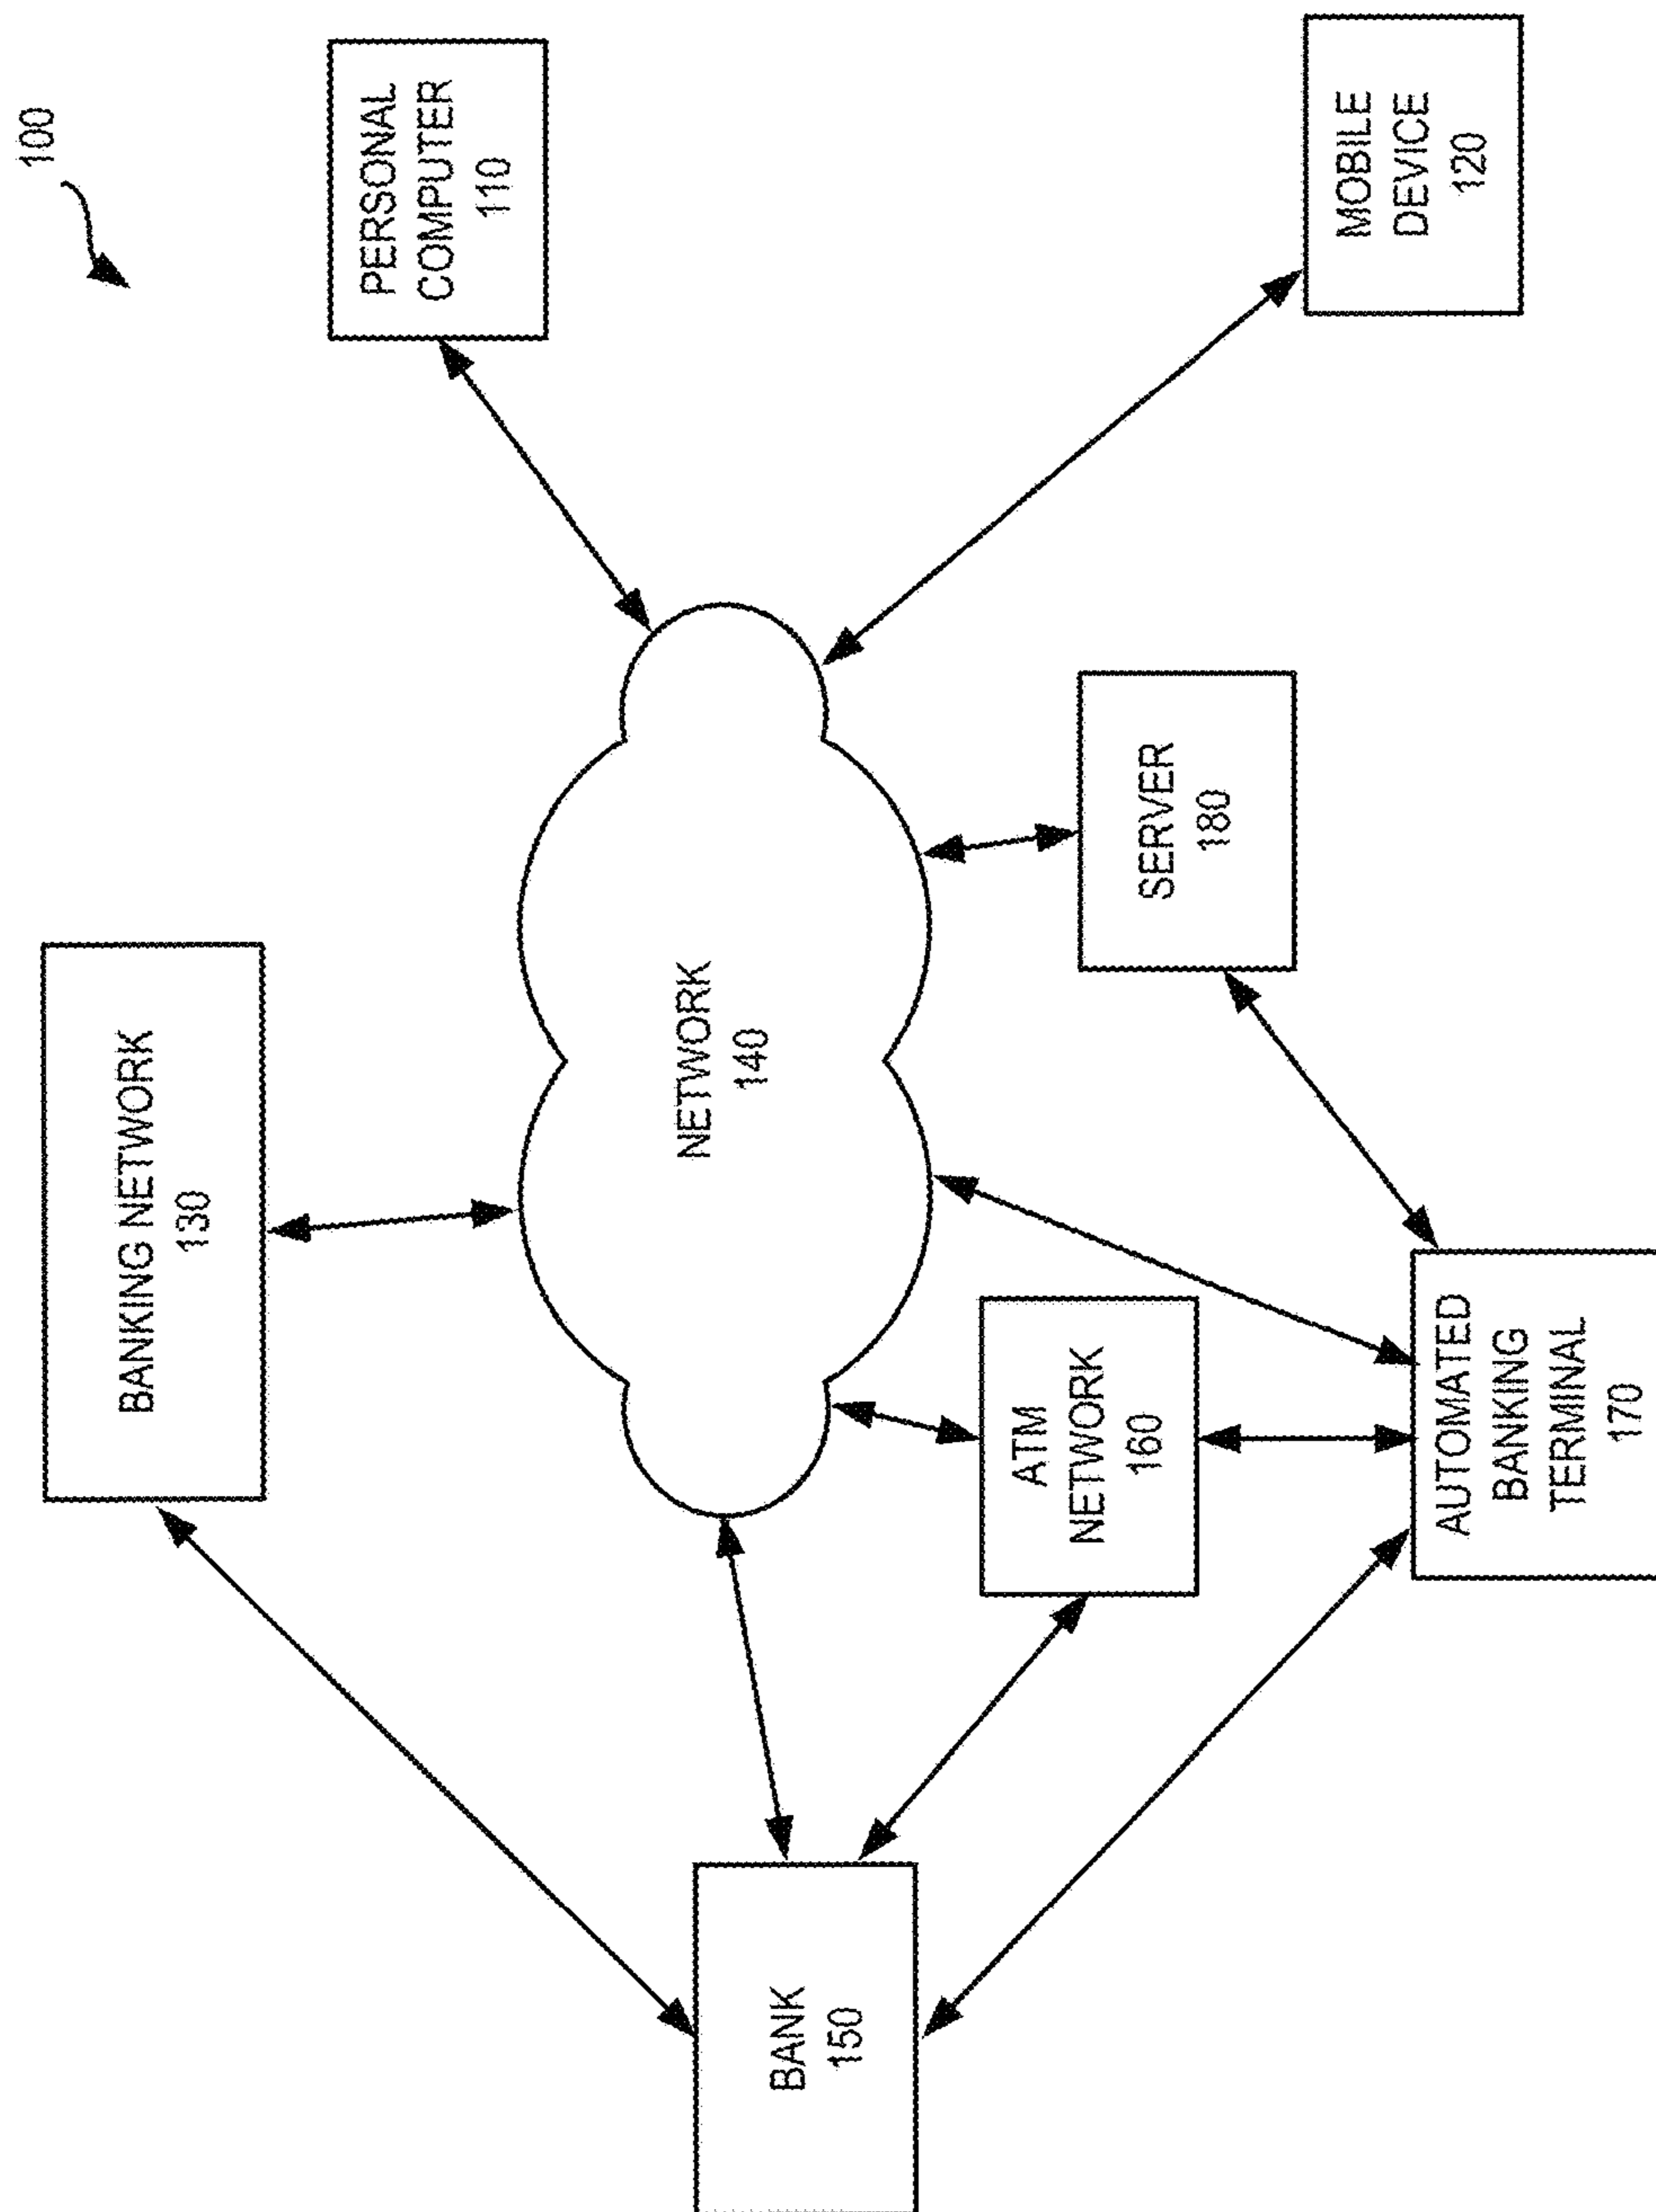 100
BANKING NETWORK
130
PERSONAL
COMPUTER
110
NETWORK
140
BANK
150
ATM
NETWORK
160
SERVER
180
MOBILE
DEVICE
120
AUTOMATED
BANKING
TERMINAL
170